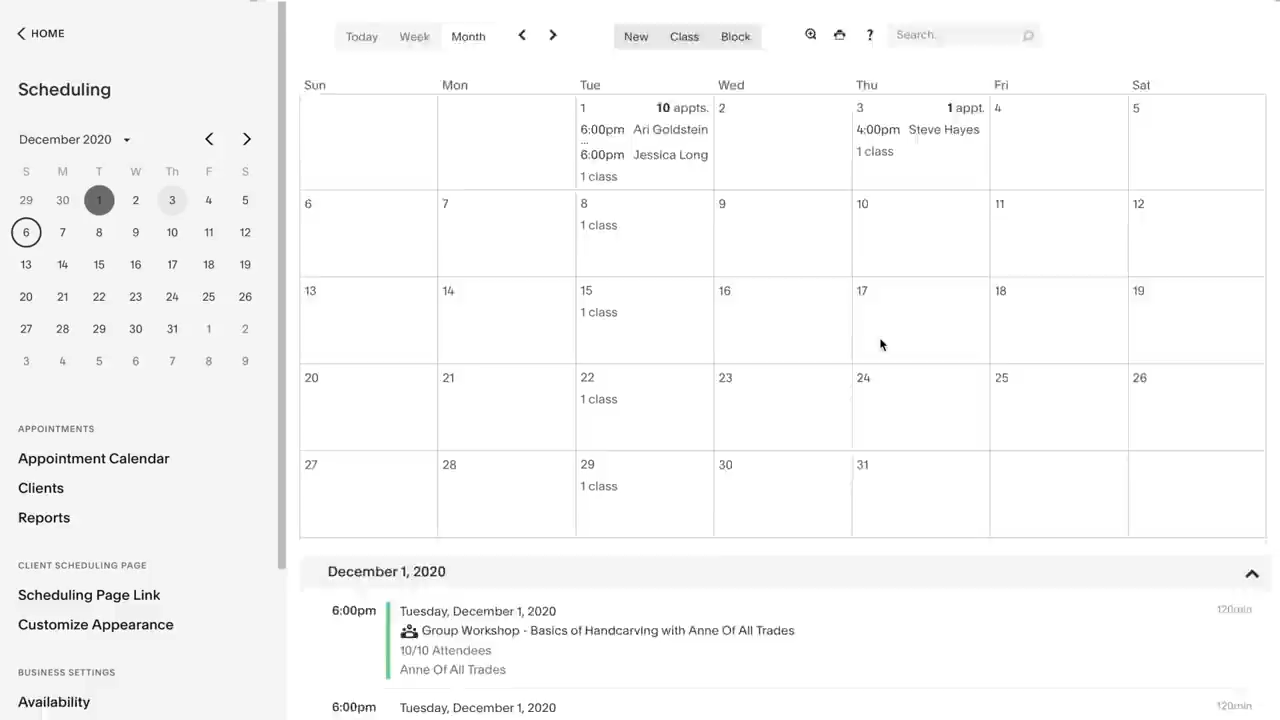 HOME
Scheduling
December 2020
S M T W Th F S
29 30 1 2 3 4 5
6 7 8 9 10 11 12
13 14 15 16 17 18 19
20 21 22 23 24 25 26
27 28 29 30 31 1 2
3 4 5 6 7 8 9
APPOINTMENTS
Appointment Calendar
Clients
Reports
CLIENT SCHEDULING PAGE
Scheduling Page Link
Customize Appearance
BUSINESS SETTINGS
Availability
Today Week Month New Class Block ? Search...
Sun Mon Tue Wed Thu Fri Sat
1 10 appts. 2 3 1 appt. 4 5
6:00pm Ari Goldstein 4:00pm Steve Hayes
...
6:00pm Jessica Long 1 class
1 class
6 7 8 9 10 11 12
1 class
13 14 15 16 17 18 19
1 class
20 21 22 23 24 25 26
1 class
27 28 29 30 31
1 class
December 1, 2020
6:00pm Tuesday, December 1, 2020 120min
Group Workshop - Basics of Handcarving with Anne Of All Trades
10/10 Attendees
Anne Of All Trades
6:00pm Tuesday, December 1, 2020 120min